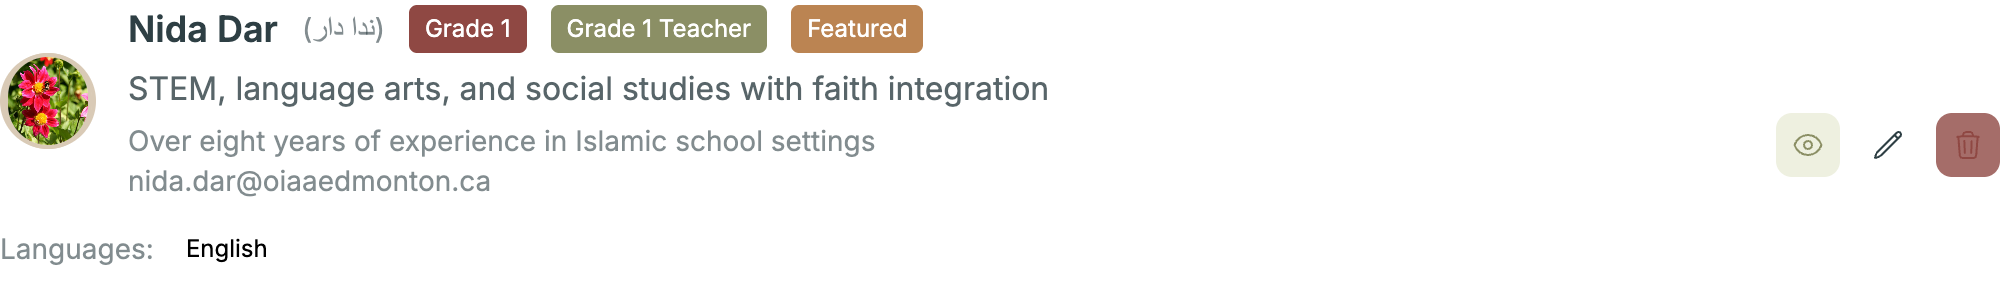 Nida Dar (ندا دار) Grade 1 Grade 1 Teacher Featured
STEM, language arts, and social studies with faith integration
Over eight years of experience in Islamic school settings
nida.dar@oiaaedmonton.ca
Languages: English